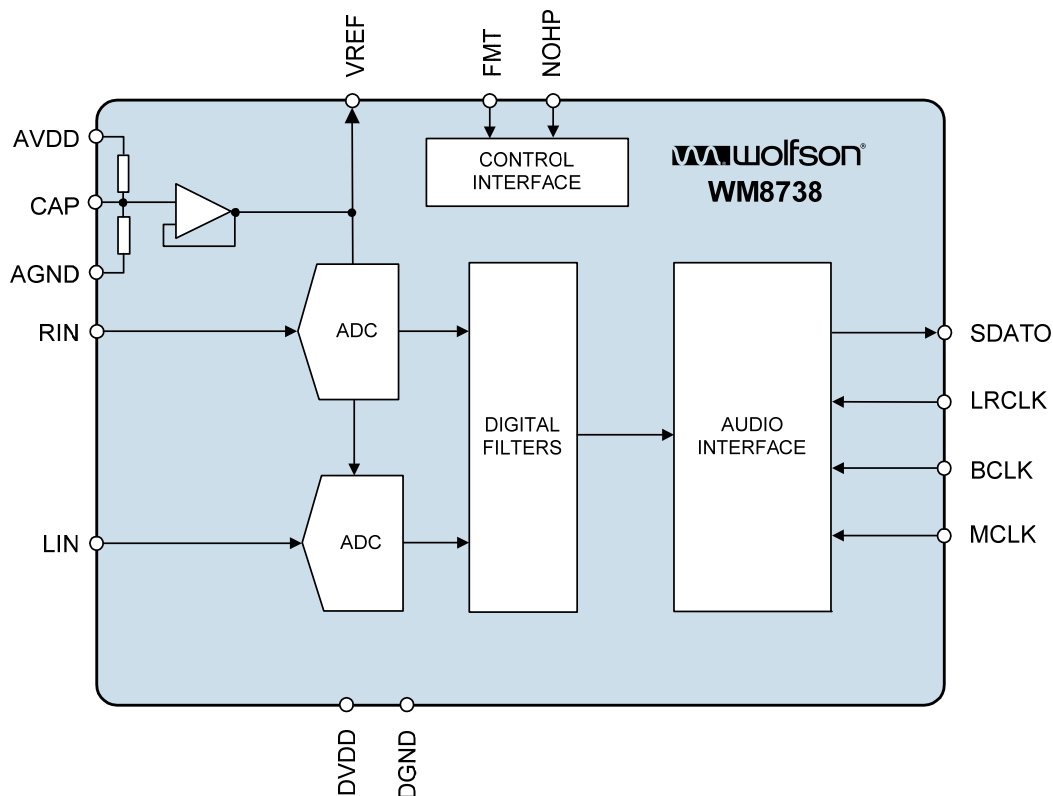 VREF
FMT
NOHP
AVDD
CAP
AGND
RIN
LIN
CONTROL
INTERFACE
wolfson®
WM8738
ADC
ADC
DIGITAL
FILTERS
AUDIO
INTERFACE
SDATO
LRCLK
BCLK
MCLK
DVDD
DGND